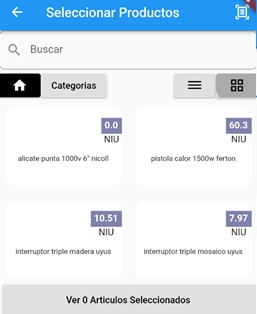 Seleccionar Productos
Buscar
Categorias
0.0
NIU
alicate punta 1000v 6" nicoll
60.3
NIU
pistola calor 1500w ferton
10.51
NIU
interruptor triple madera uyus
7.97
NIU
interruptor triple mosaico uyus
Ver 0 Articulos Seleccionados